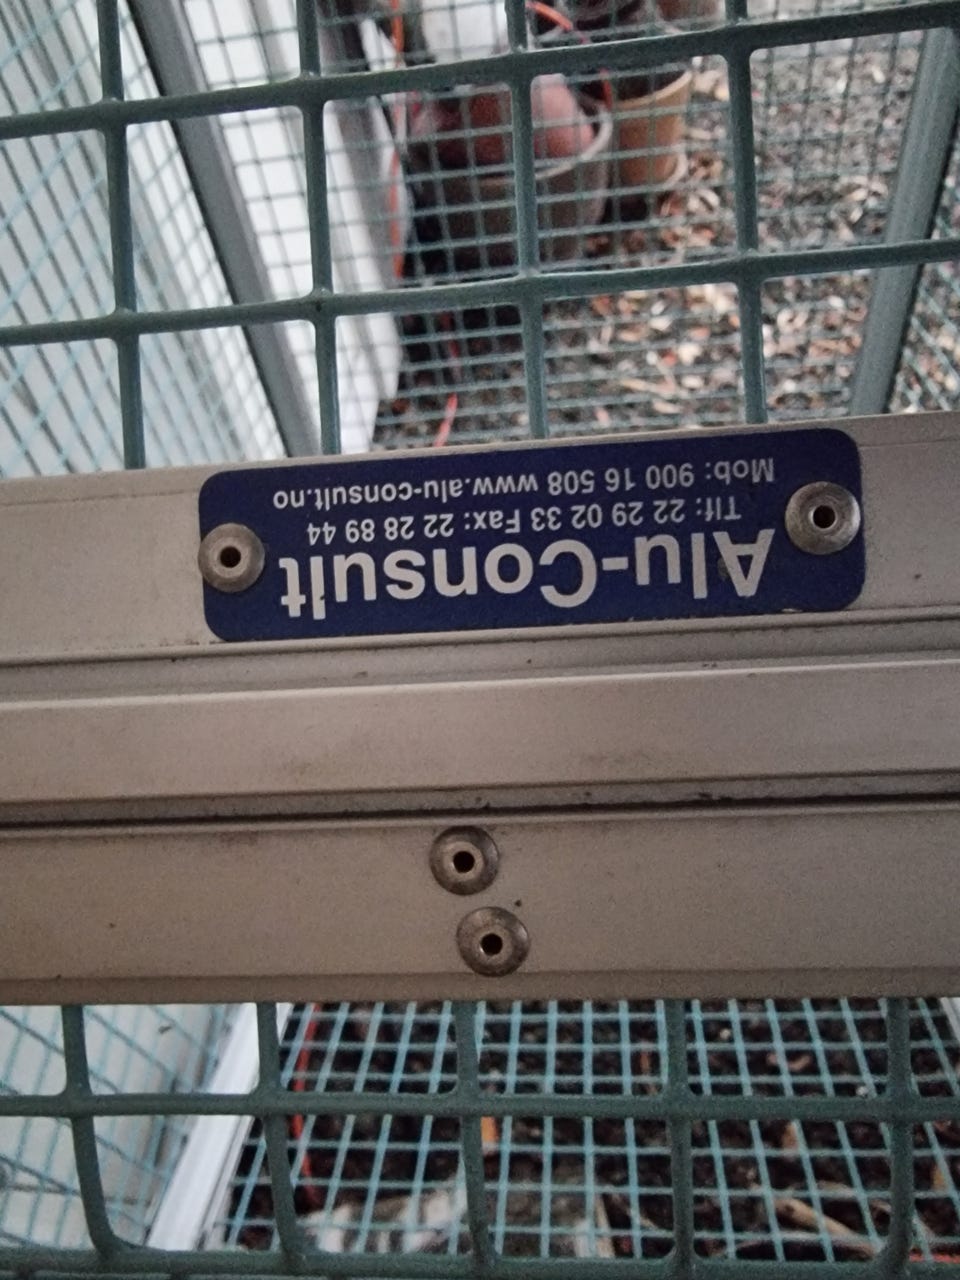 Alu-Consult
Tlf: 22 29 02 33 Fax: 22 28 89 44
Mob: 900 16 508 www.alu-consult.no